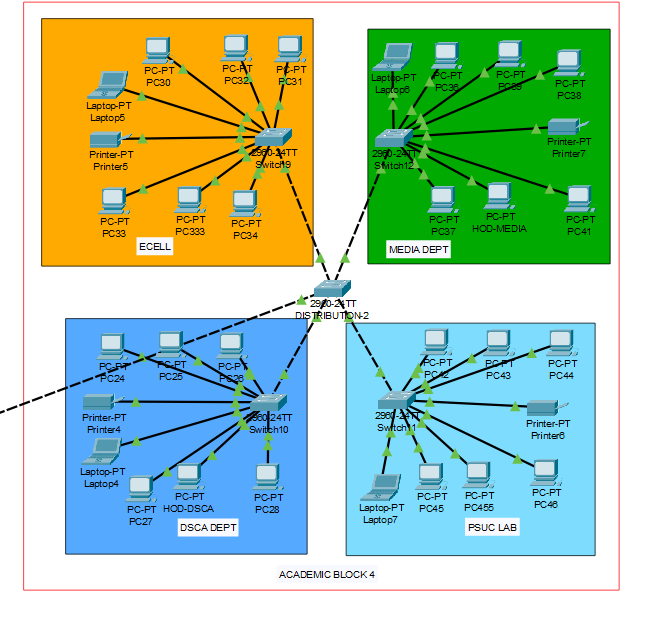 PC-PT
PC30
PC-PT
PC32
PC-PT
PC31
Laptop-PT
Laptop5
Printer-PT
Printer5
2960-24TT
Switch9
PC-PT
PC33
PC-PT
PC333
PC-PT
PC34
ECELL
Laptop-PT
Laptop6
PC-PT
PC36
PC-PT
PC39
PC-PT
PC38
2960-24TT
Switch12
Printer-PT
Printer7
PC-PT
PC37
PC-PT
HOD-MEDIA
PC-PT
PC41
MEDIA DEPT
2960-24TT
DISTRIBUTION-2
PC-PT
PC24
PC-PT
PC25
PC-PT
PC26
Printer-PT
Printer4
2960-24TT
Switch10
Laptop-PT
Laptop4
PC-PT
PC27
PC-PT
HOD-DSCA
PC-PT
PC28
DSCA DEPT
PC-PT
PC42
PC-PT
PC43
PC-PT
PC44
2960-24TT
Switch11
Printer-PT
Printer6
Laptop-PT
Laptop7
PC-PT
PC45
PC-PT
PC455
PC-PT
PC46
PSUC LAB
ACADEMIC BLOCK 4